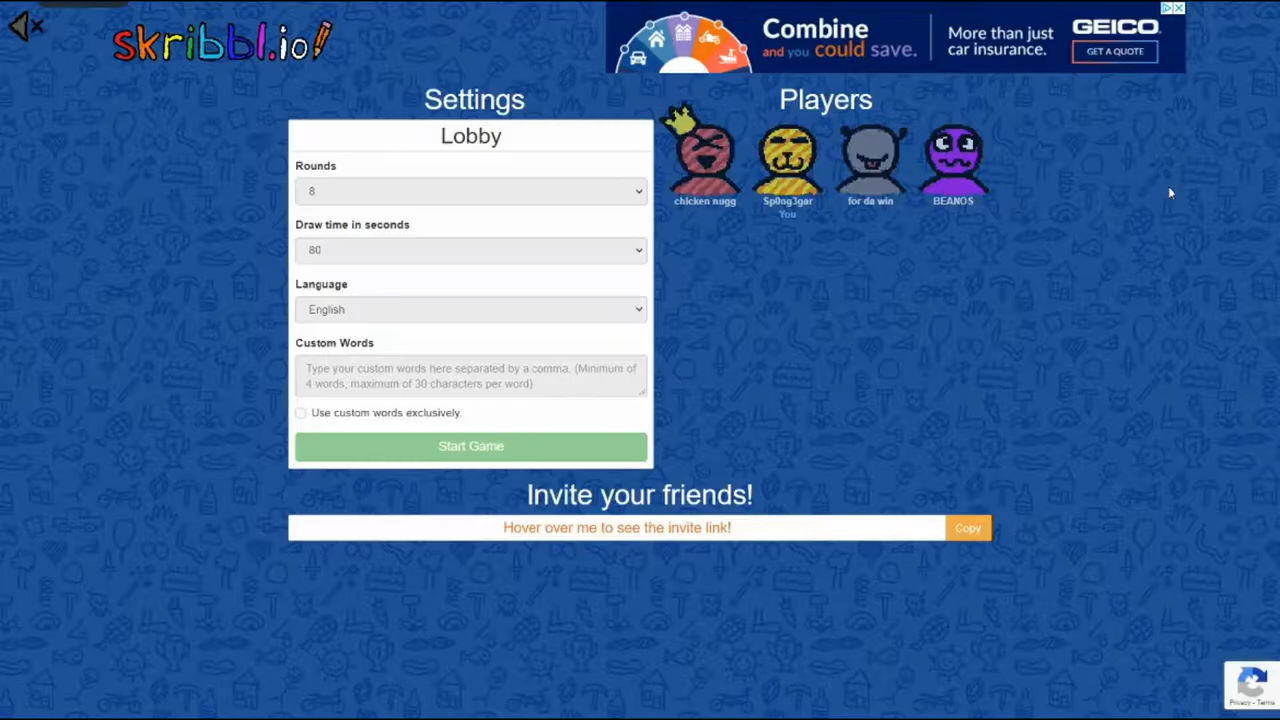 skribbl.io
Combine
and you could save.
More than just
car insurance.
GEICO
GET A QUOTE
Settings
Players
Lobby
Rounds
8
Draw time in seconds
80
Language
English
Custom Words
Type your custom words here separated by a comma. (Minimum of
4 words, maximum of 30 characters per word)
Use custom words exclusively.
Start Game
chicken nugg
Sp0ng3gar
You
for da win
BEANOS
Invite your friends!
Hover over me to see the invite link!
Copy
Privacy - Terms